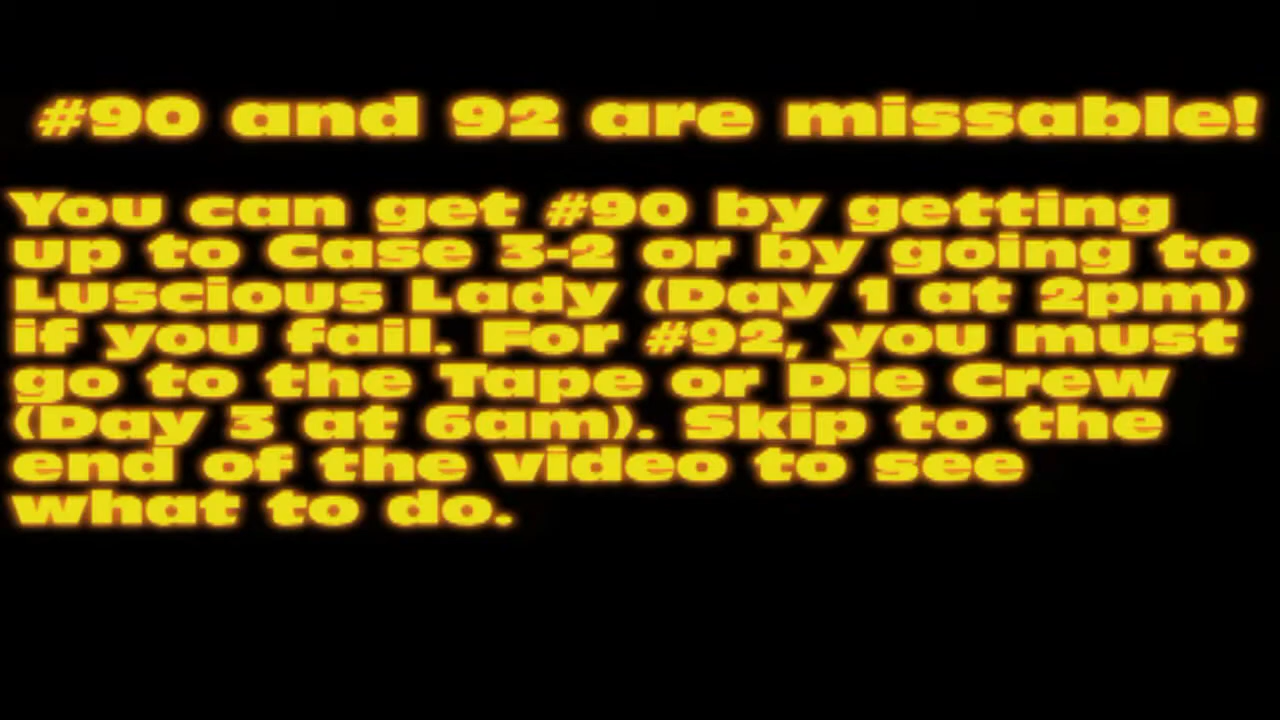 #90 and 92 are missable!
You can get #90 by getting
up to Case 3-2 or by going to
Luscious Lady (Day 1 at 2pm)
if you fail. For #92, you must
go to the Tape or Die Crew
(Day 3 at 6am). Skip to the
end of the video to see
what to do.